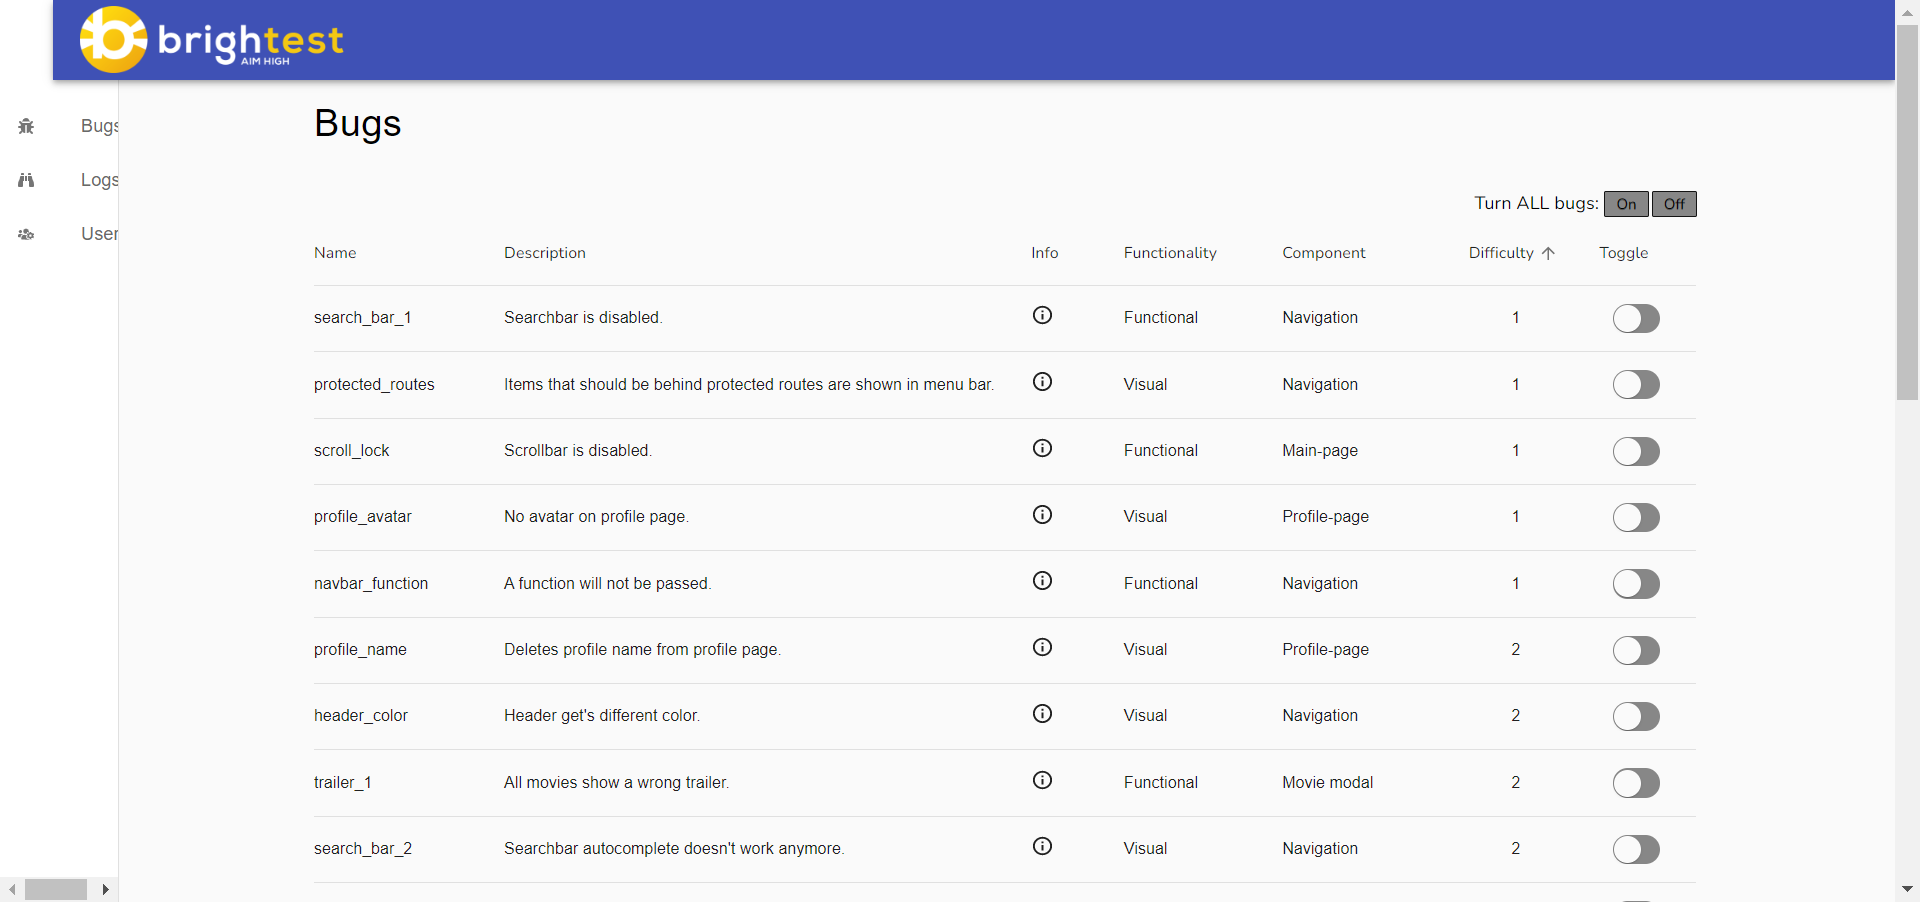 brightest
AIM HIGH
Bugs
Logs
User
Bugs
Turn ALL bugs: On Off
Name Description Info Functionality Component Difficulty Toggle
search_bar_1 Searchbar is disabled. Functional Navigation 1
protected_routes Items that should be behind protected routes are shown in menu bar. Visual Navigation 1
scroll_lock Scrollbar is disabled. Functional Main-page 1
profile_avatar No avatar on profile page. Visual Profile-page 1
navbar_function A function will not be passed. Functional Navigation 1
profile_name Deletes profile name from profile page. Visual Profile-page 2
header_color Header get's different color. Visual Navigation 2
trailer_1 All movies show a wrong trailer. Functional Movie modal 2
search_bar_2 Searchbar autocomplete doesn't work anymore. Visual Navigation 2